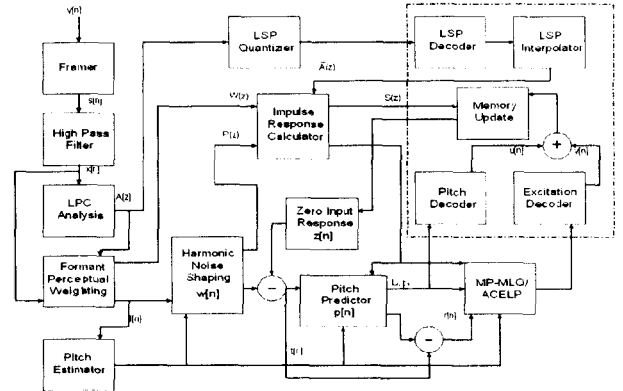 y[n]
Framer
s[n]
High Pass
Filter
x[n]
LPC
Analysis
A[z]
Formant
Perceptual
Weighting
f[n]
Pitch
Estimator
LSP
Quantizer
LSP
Decoder
LSP
Interpolator
Ã(z)
W(z)
P(z)
Impulse
Response
Calculator
S(z)
Memory
Update
+
u[n]
v[n]
Pitch
Decoder
Excitation
Decoder
Zero Input
Response
z[n]
Harmonic
Noise
Shaping
w[n]
−
Pitch
Predictor
p[n]
t[n]
−
r[n]
MP-MLQ/
ACELP